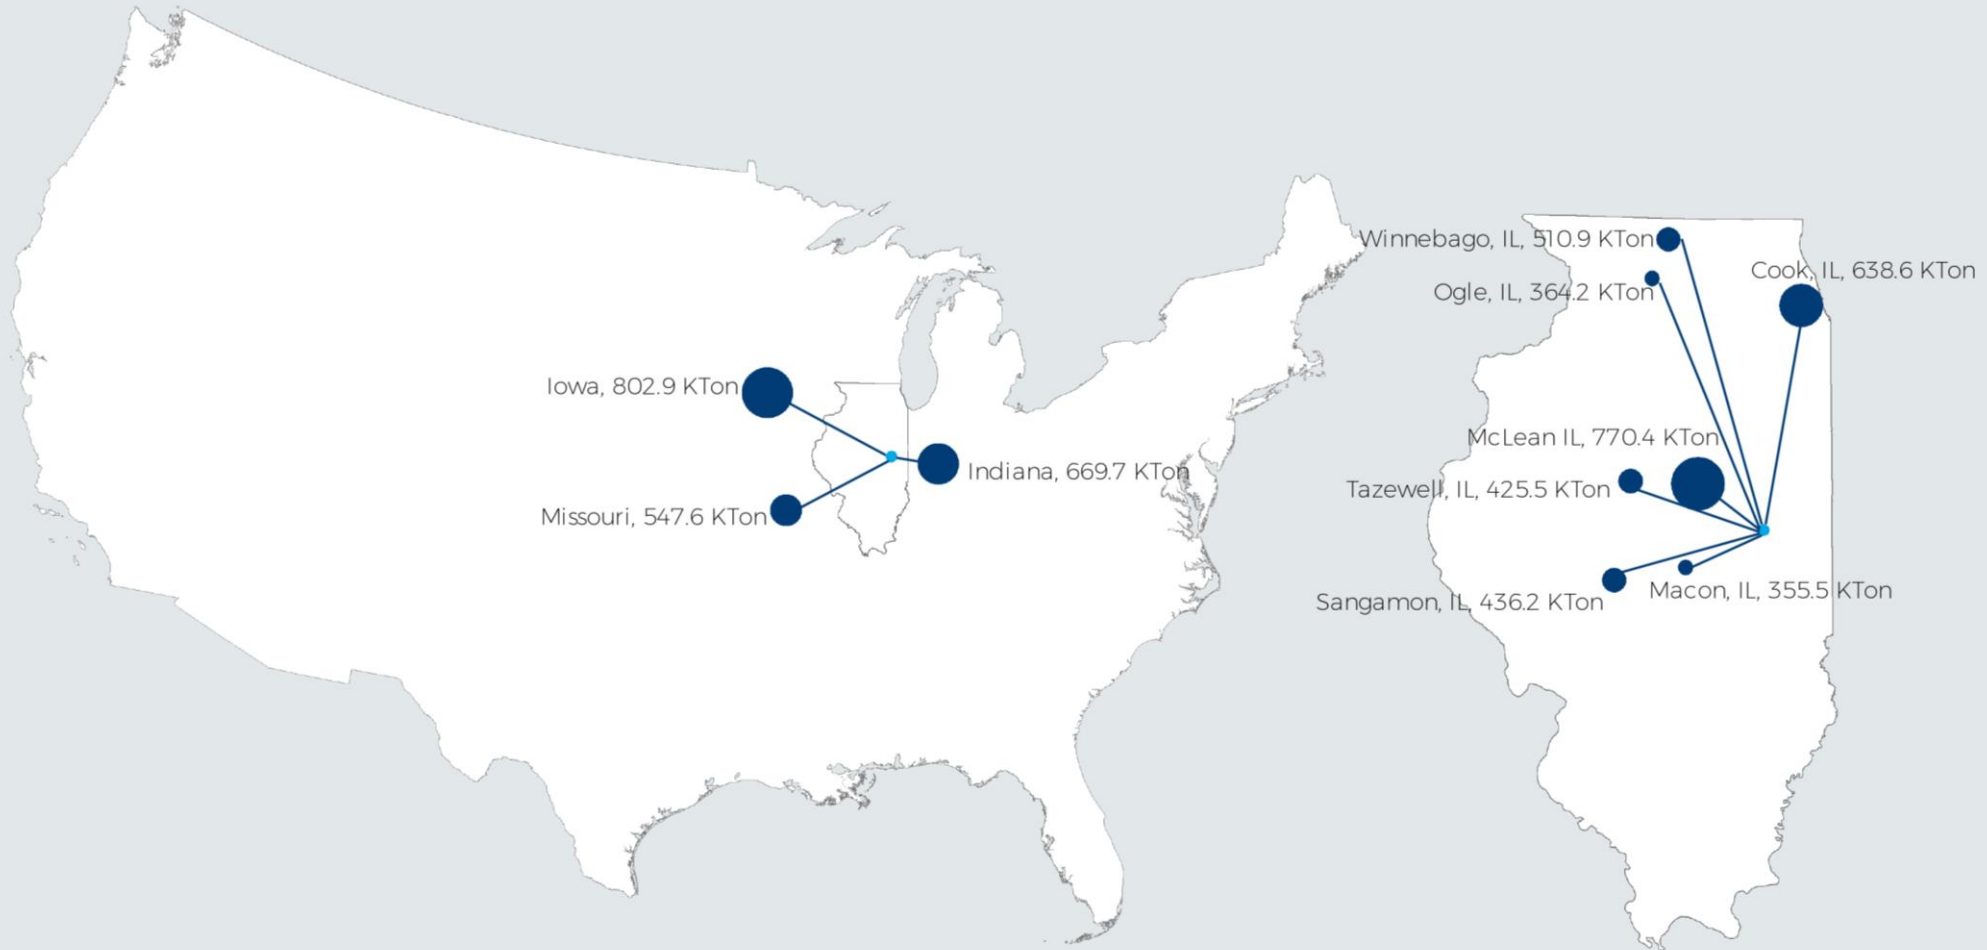 Iowa, 802.9 KTon
Indiana, 669.7 KTon
Missouri, 547.6 KTon
Winnebago, IL, 510.9 KTon
Cook, IL, 638.6 KTon
Ogle, IL, 364.2 KTon
McLean IL, 770.4 KTon
Tazewell, IL, 425.5 KTon
Macon, IL, 355.5 KTon
Sangamon, IL, 436.2 KTon